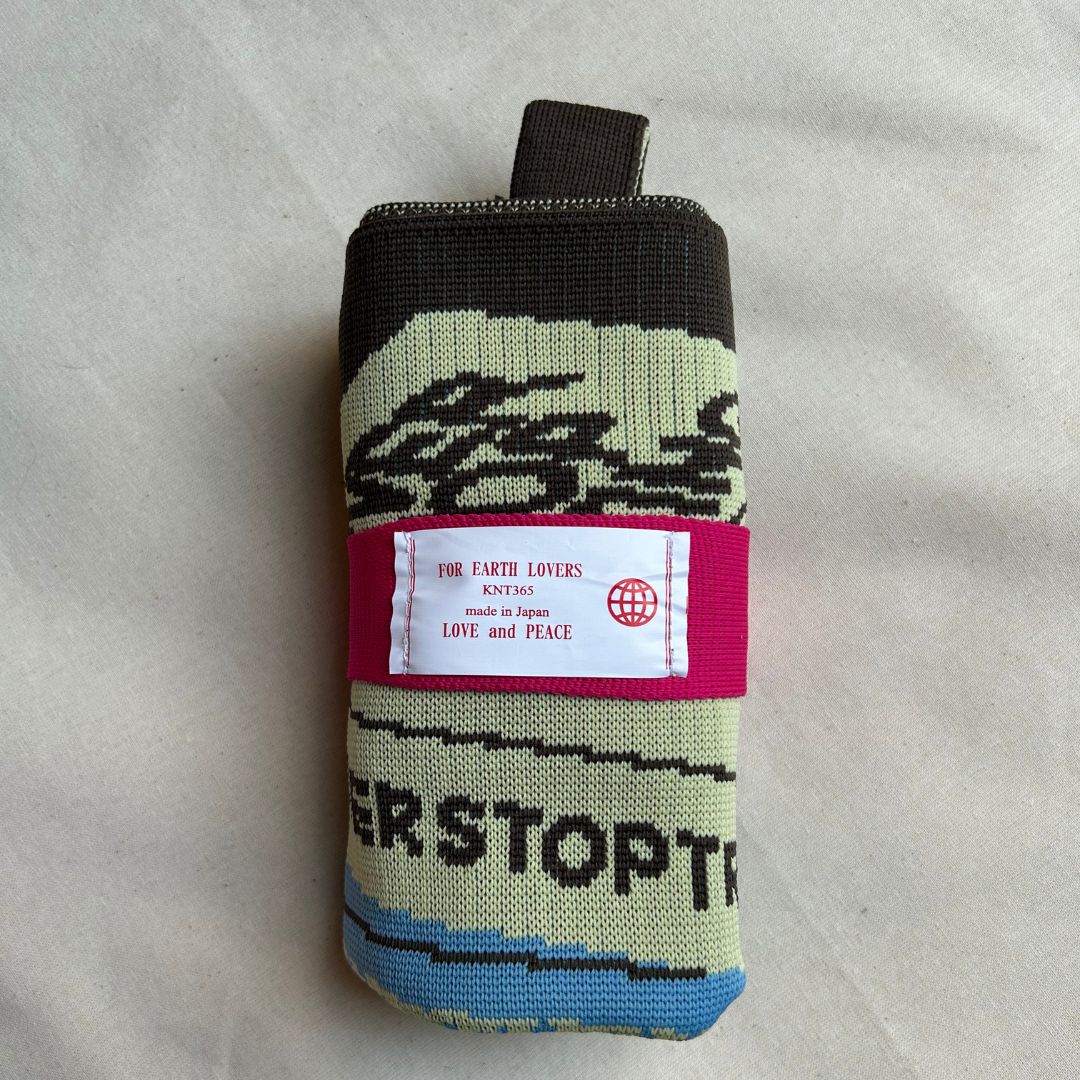 FOR EARTH LOVERS
KNT365
made in Japan
LOVE and PEACE
ERSTOPTR